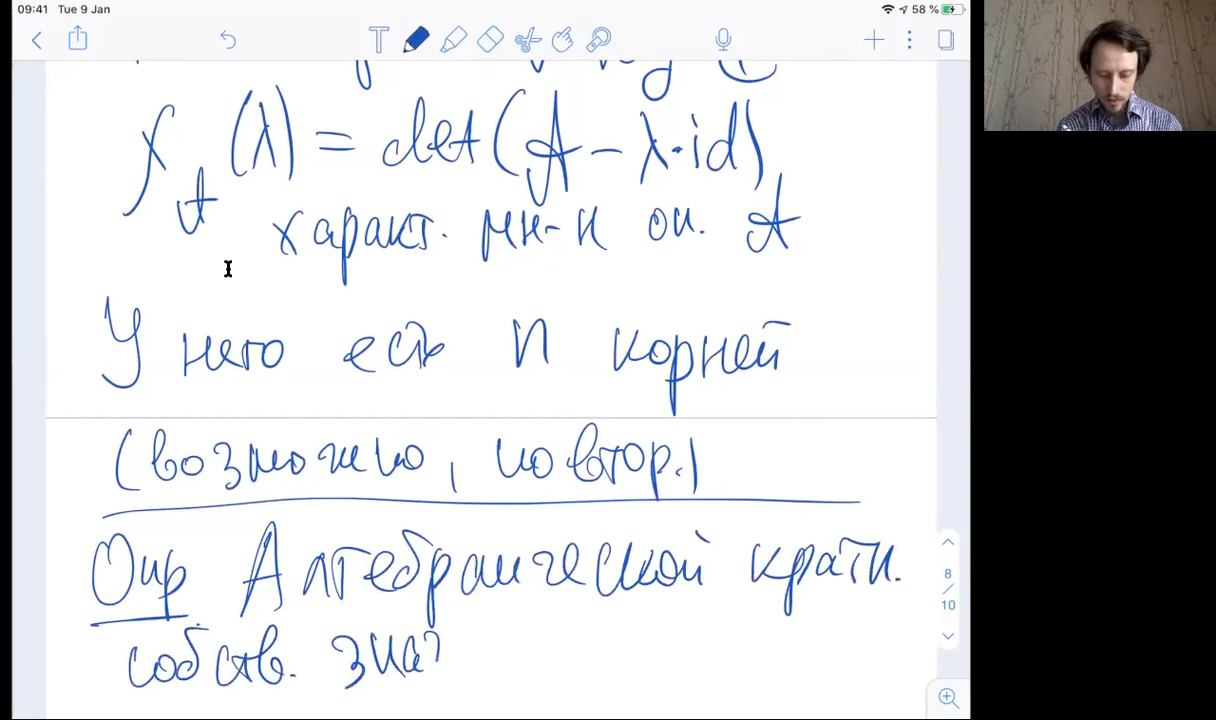 09:41 Tue 9 Jan 58 %
χ_A (λ) = det(A − λ·id)
характ. мн-н оп. A
У него есть n корней
(возможно, повтор.)
Опр Алгебраической кратн.
собств. знач
8
/
10